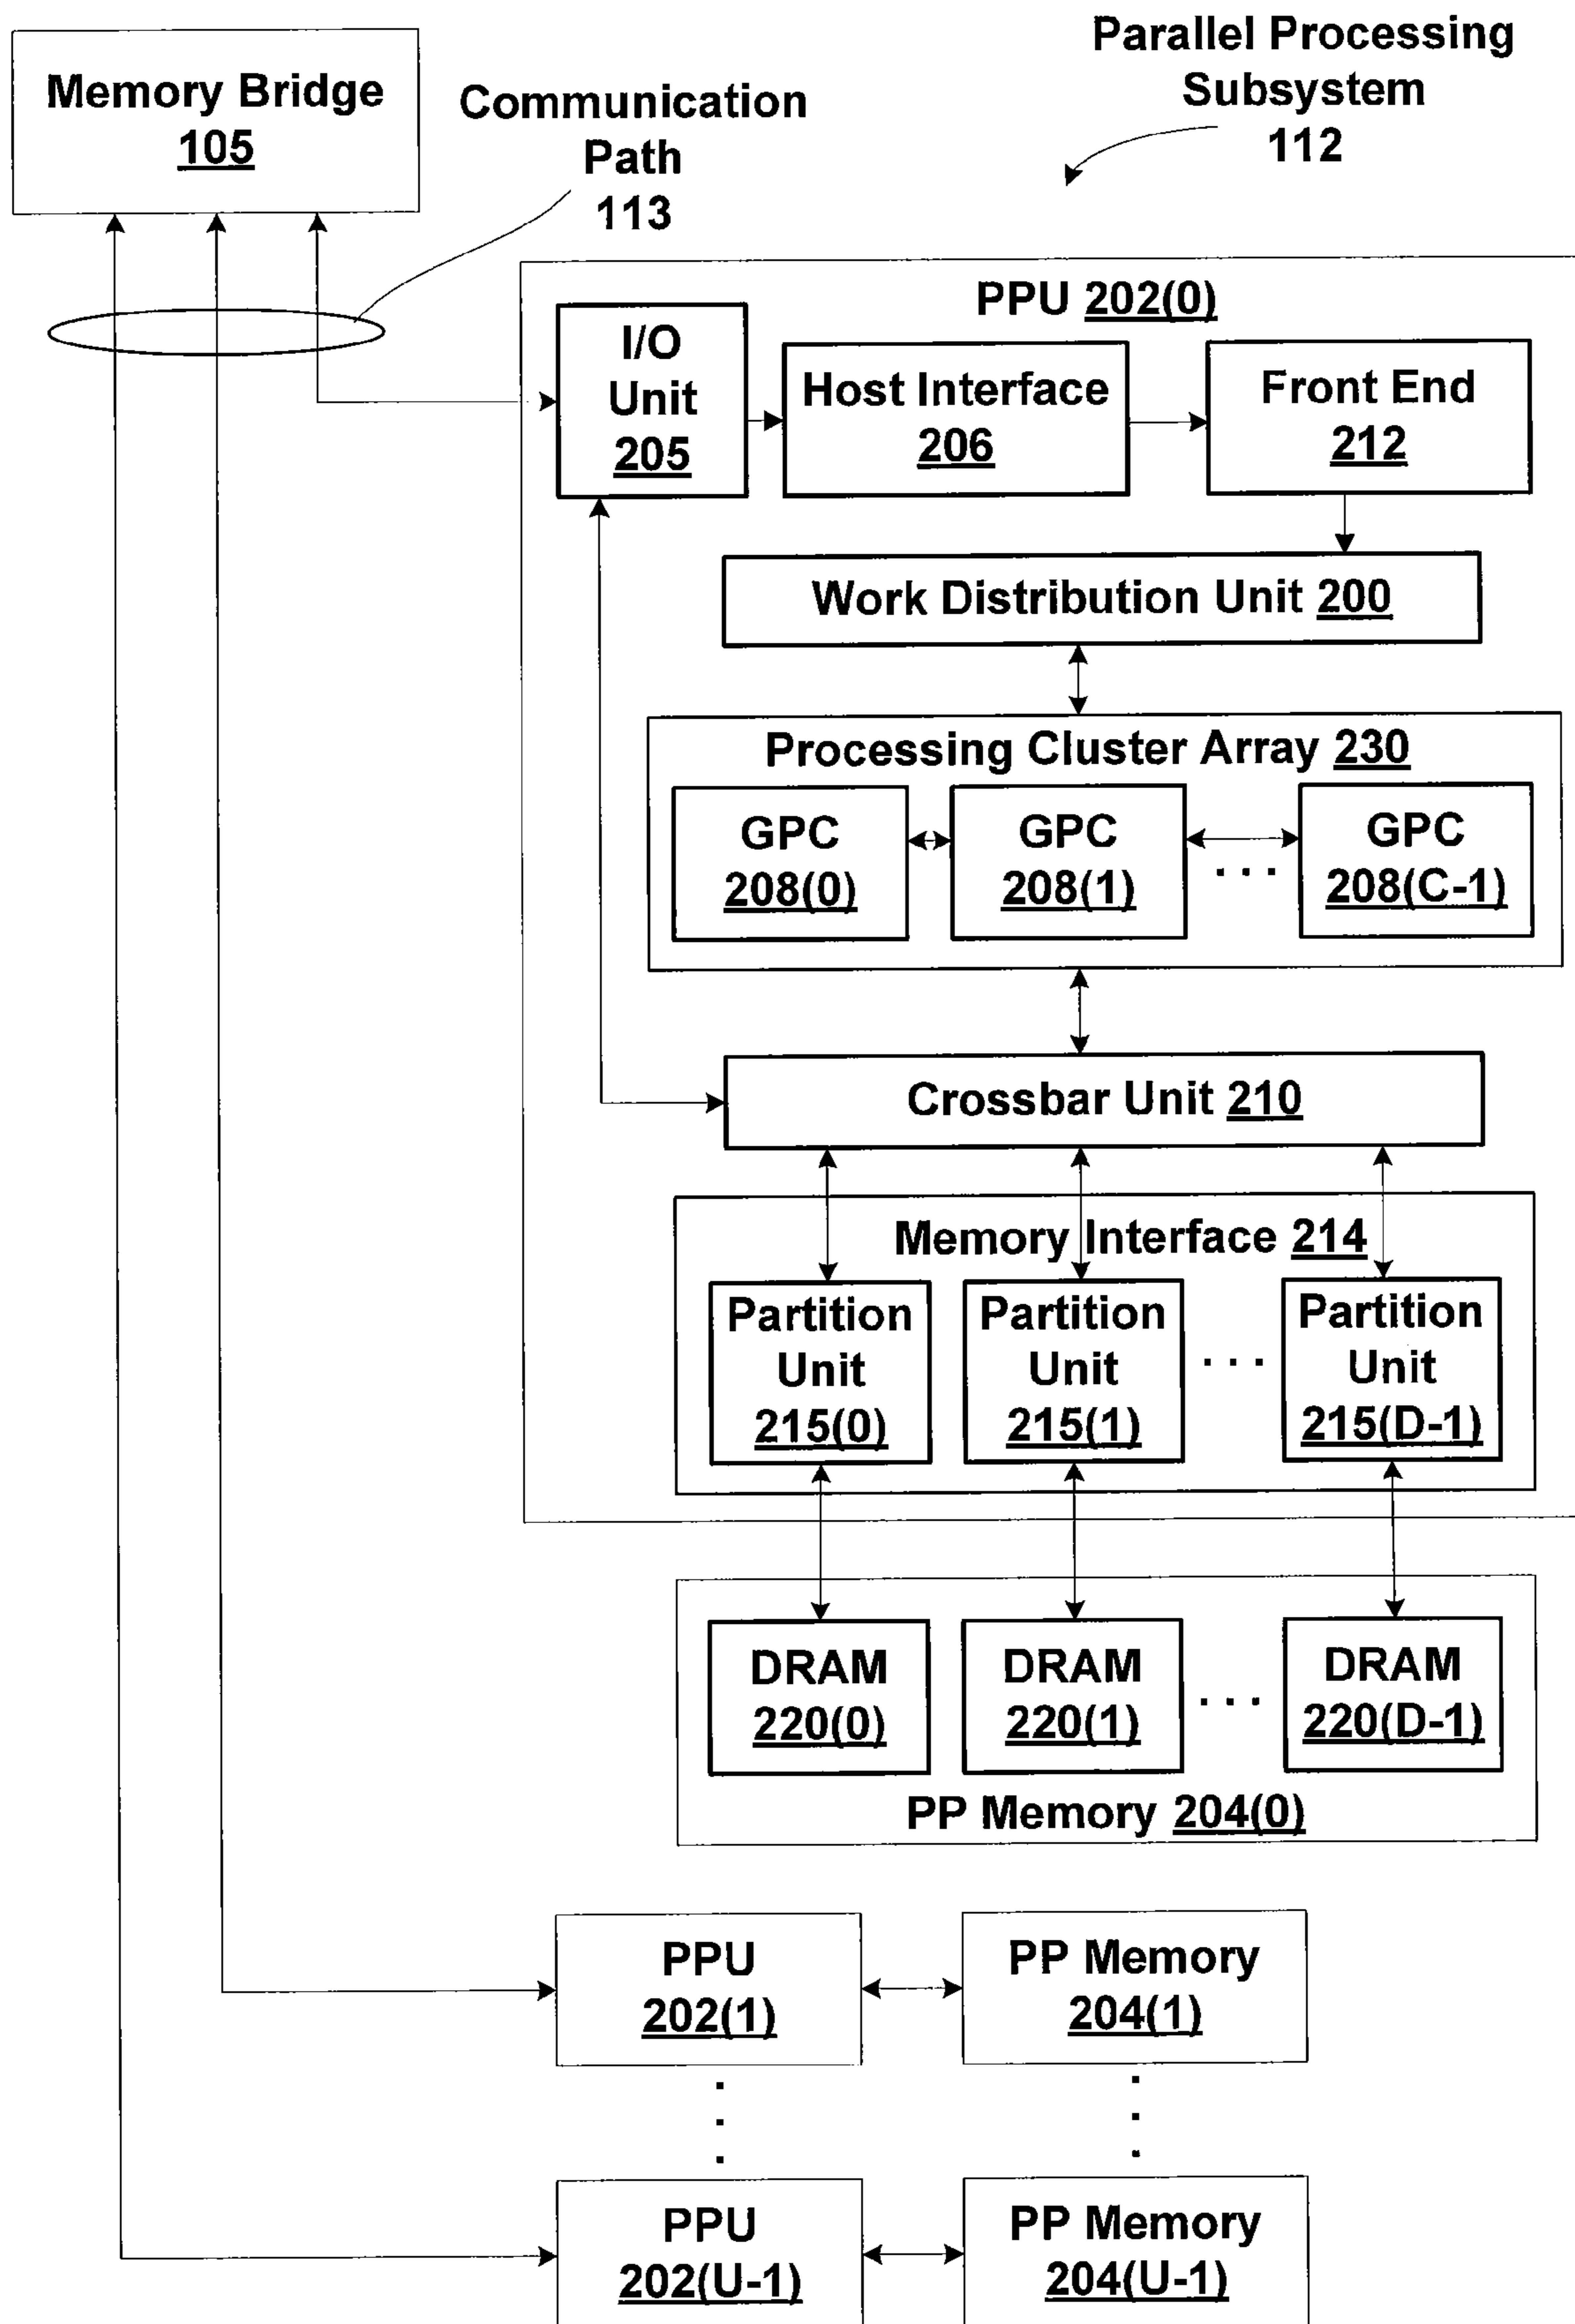 Parallel Processing
Subsystem
112
Memory Bridge
105
Communication
Path
113
PPU 202(0)
I/O
Unit
205
Host Interface
206
Front End
212
Work Distribution Unit 200
Processing Cluster Array 230
GPC
208(0)
GPC
208(1)
. . .
GPC
208(C-1)
Crossbar Unit 210
Memory Interface 214
Partition
Unit
215(0)
Partition
Unit
215(1)
. . .
Partition
Unit
215(D-1)
DRAM
220(0)
DRAM
220(1)
. . .
DRAM
220(D-1)
PP Memory 204(0)
PPU
202(1)
PP Memory
204(1)
PPU
202(U-1)
PP Memory
204(U-1)